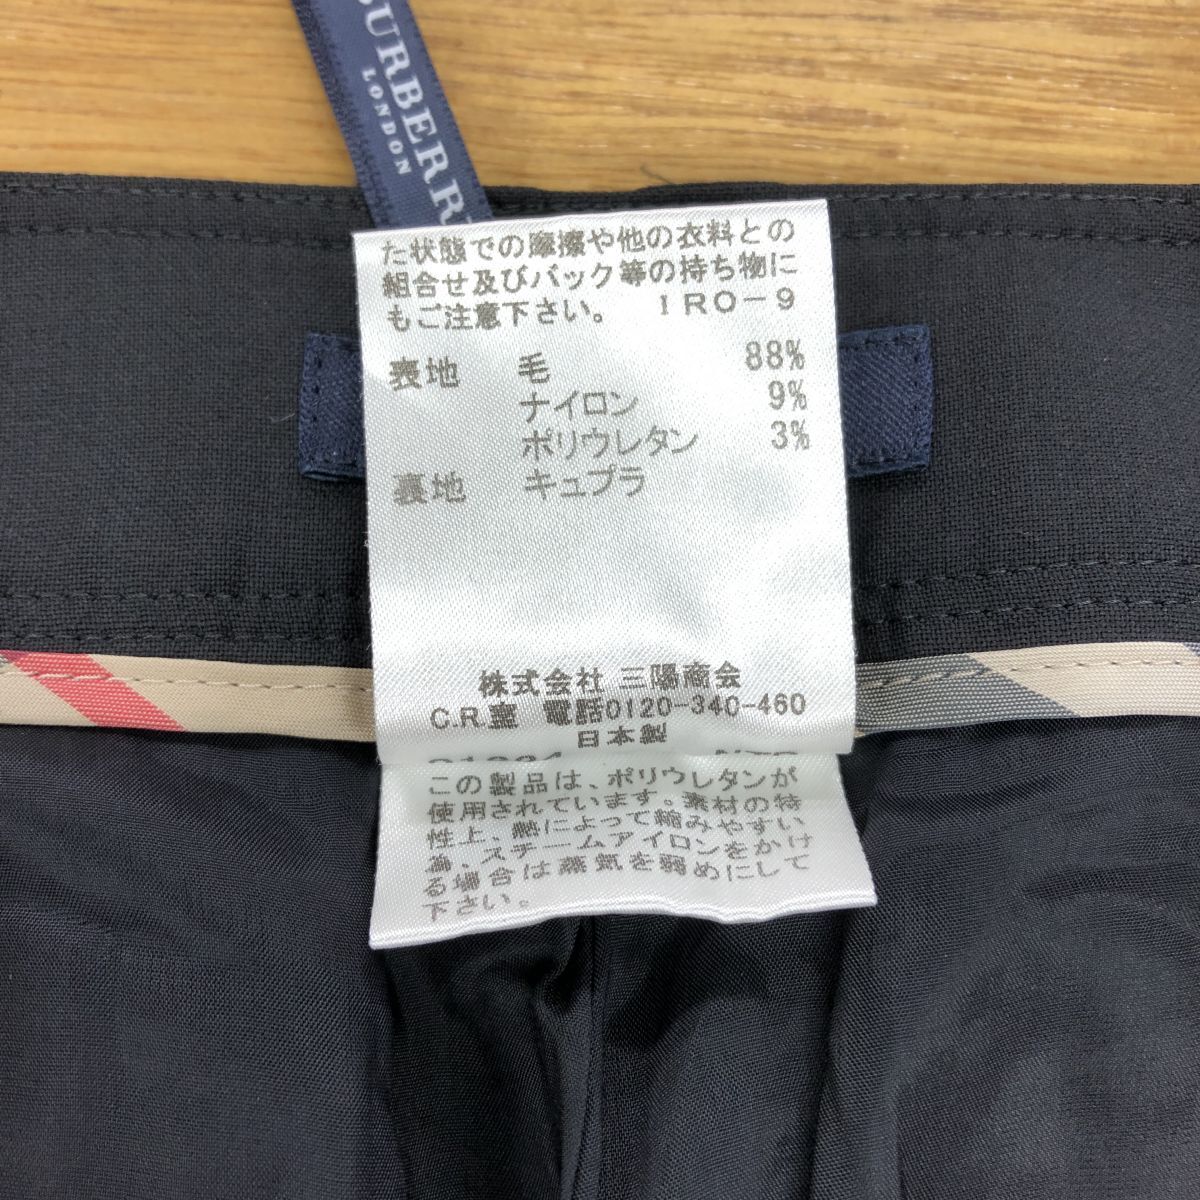 BURBERRY
LONDON
た状態での摩擦や他の衣料との
組合せ及びバック等の持ち物に
もご注意下さい。 IRO-9
表地 毛 88%
ナイロン 9%
ポリウレタン 3%
裏地 キュプラ
株式会社 三陽商会
C.R.室 電話0120-340-460
日本製
この製品は、ポリウレタンが
使用されています。素材の特
性上、熱によって縮みやすい
為、スチームアイロンをかけ
る場合は蒸気を弱めにして
下さい。